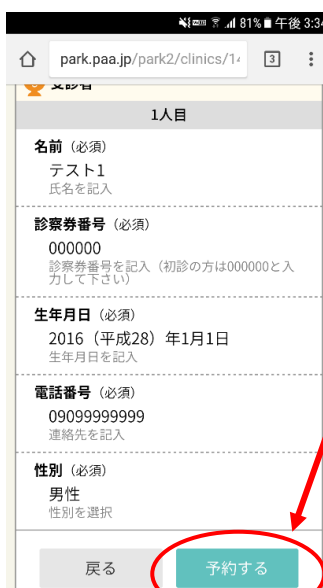 81% 午後 3:34
park.paa.jp/park2/clinics/14
3
受診者
1人目
名前（必須）
テスト1
氏名を記入
診察券番号（必須）
000000
診察券番号を記入（初診の方は000000と入
力して下さい）
生年月日（必須）
2016（平成28）年1月1日
生年月日を記入
電話番号（必須）
09099999999
連絡先を記入
性別（必須）
男性
性別を選択
戻る
予約する